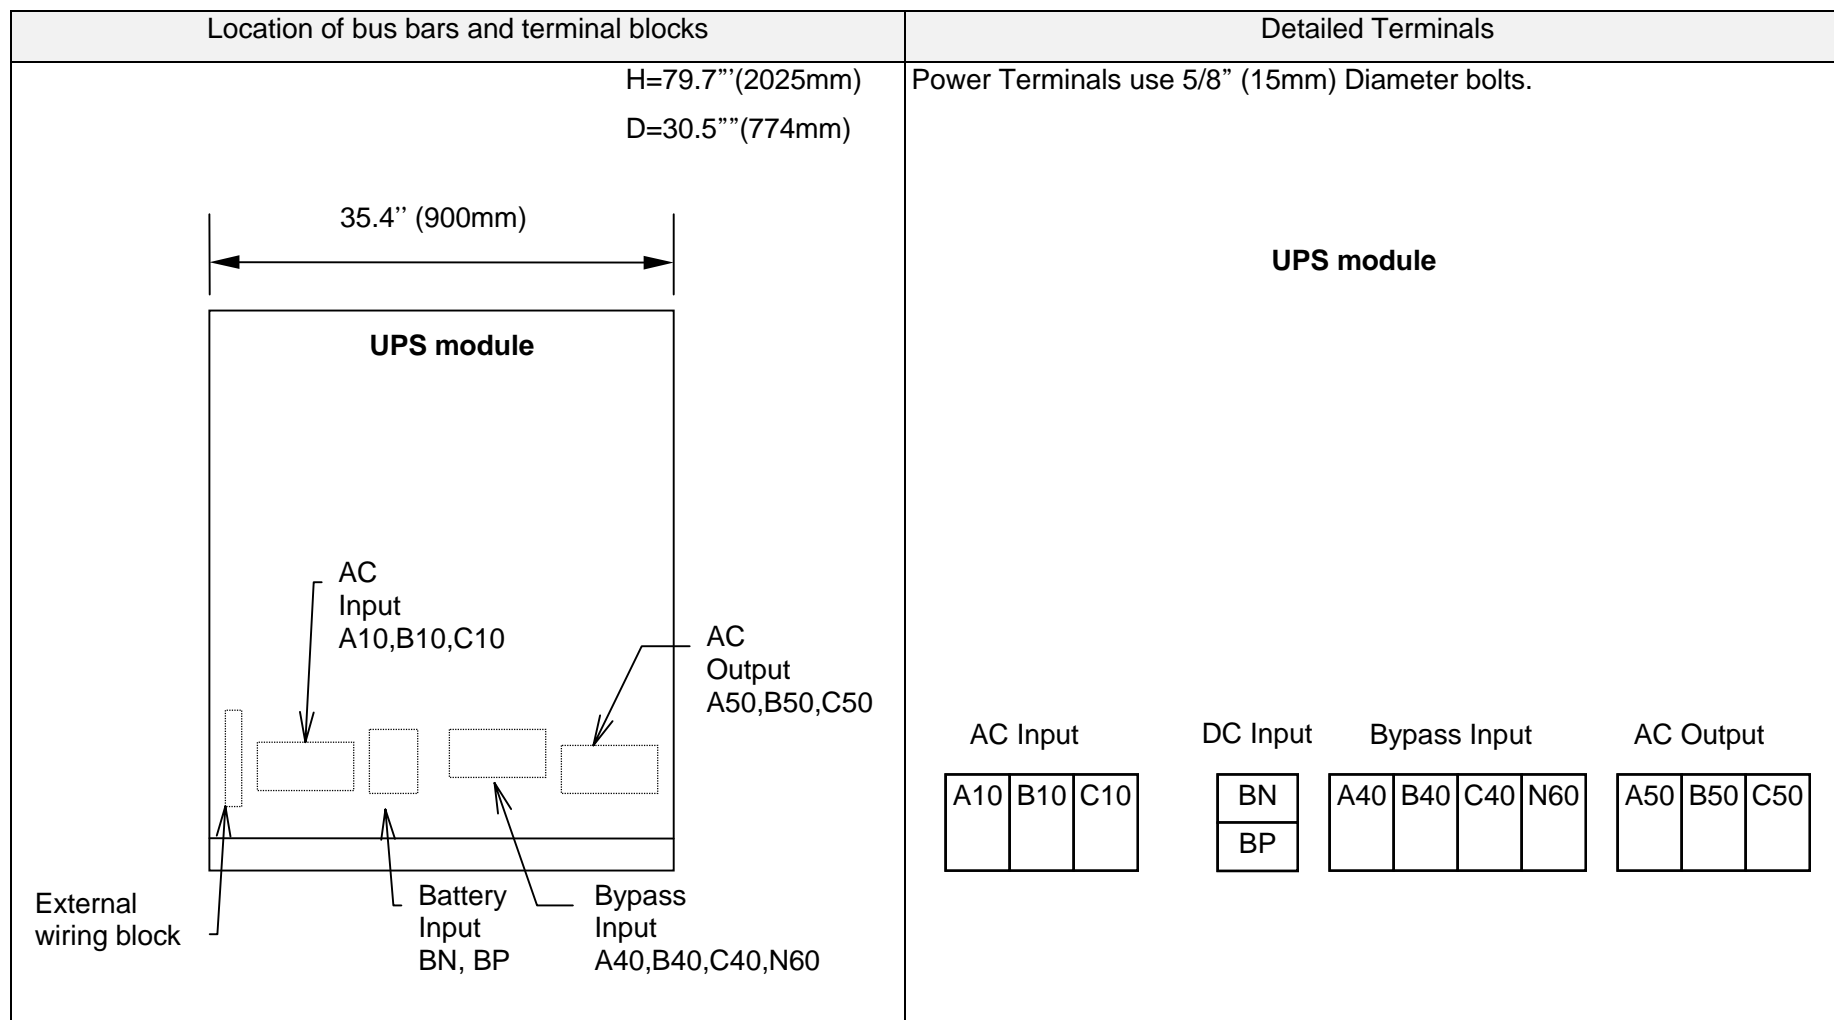 Location of bus bars and terminal blocks
Detailed Terminals
H=79.7”’(2025mm)
D=30.5””(774mm)
35.4’’ (900mm)
UPS module
AC
Input
A10,B10,C10
AC
Output
A50,B50,C50
External
wiring block
Battery
Input
BN, BP
Bypass
Input
A40,B40,C40,N60
Power Terminals use 5/8” (15mm) Diameter bolts.
UPS module
AC Input
DC Input
Bypass Input
AC Output
A10 B10 C10
BN
BP
A40 B40 C40 N60
A50 B50 C50